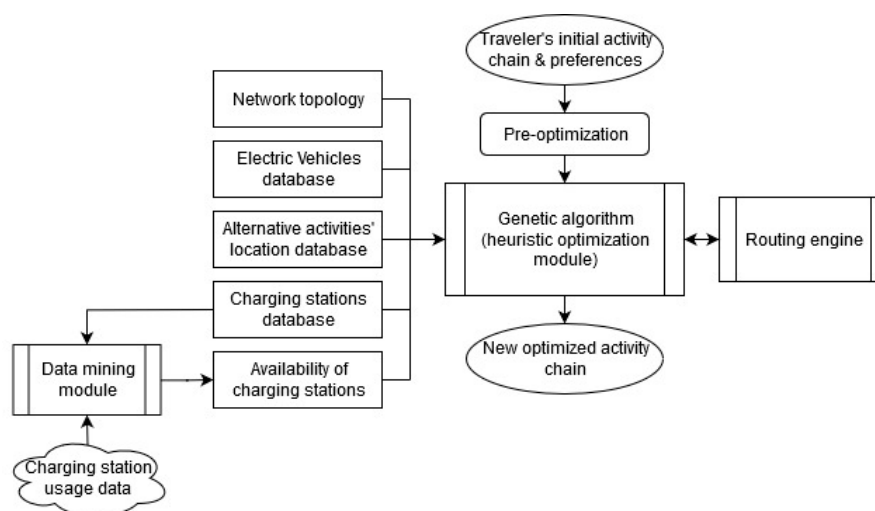 Traveler's initial activity
chain & preferences
Network topology
Pre-optimization
Electric Vehicles
database
Alternative activities'
location database
Genetic algorithm
(heuristic optimization
module)
Routing engine
Charging stations
database
Data mining
module
Availability of
charging stations
New optimized activity
chain
Charging station
usage data